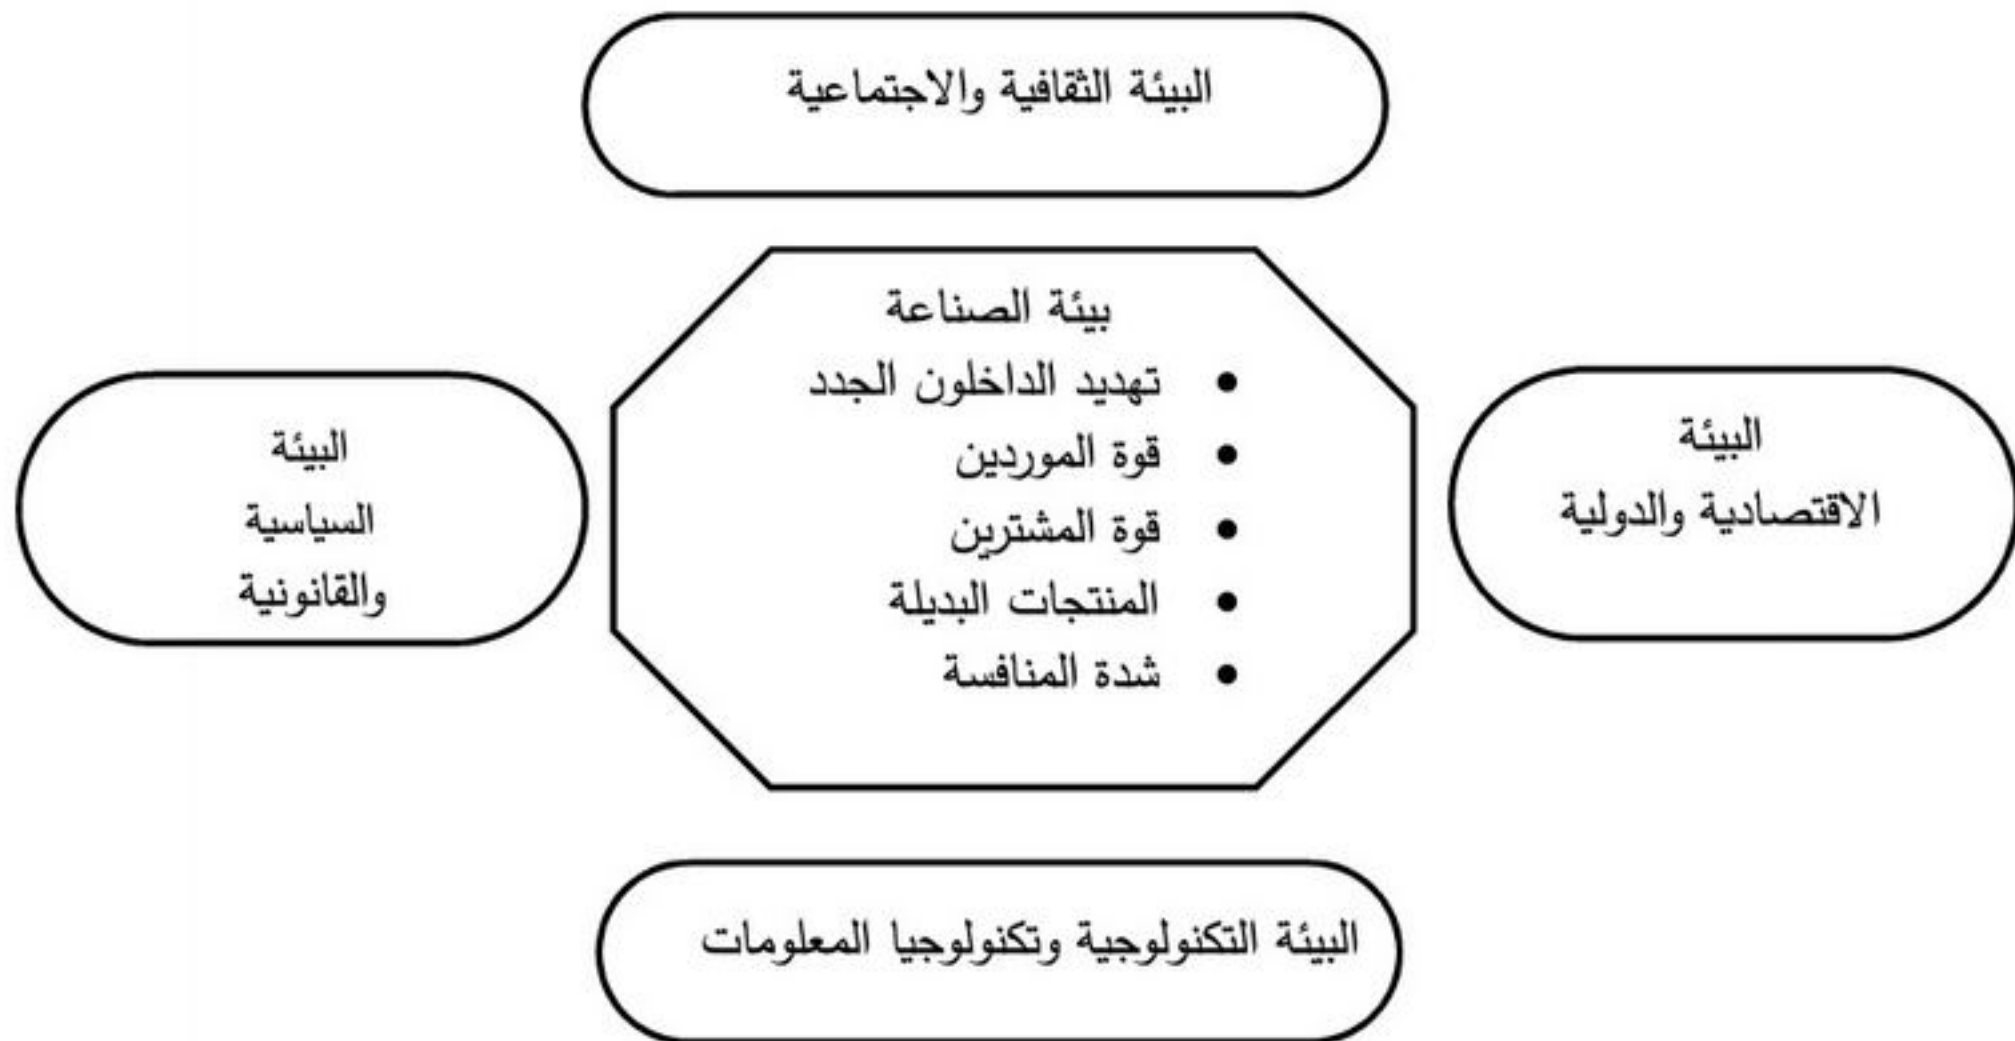 البيئة الثقافية والاجتماعية
بيئة الصناعة
• تهديد الداخلون الجدد
• قوة الموردين
• قوة المشترين
• المنتجات البديلة
• شدة المنافسة
البيئة
الاقتصادية والدولية
البيئة
السياسية
والقانونية
البيئة التكنولوجية وتكنولوجيا المعلومات